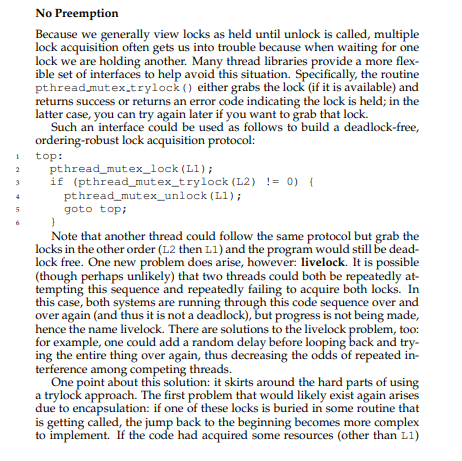 No Preemption
Because we generally view locks as held until unlock is called, multiple
lock acquisition often gets us into trouble because when waiting for one
lock we are holding another. Many thread libraries provide a more flex-
ible set of interfaces to help avoid this situation. Specifically, the routine
pthread_mutex_trylock() either grabs the lock (if it is available) and
returns success or returns an error code indicating the lock is held; in the
latter case, you can try again later if you want to grab that lock.
Such an interface could be used as follows to build a deadlock-free,
ordering-robust lock acquisition protocol:
1 top:
2 pthread_mutex_lock(L1);
3 if (pthread_mutex_trylock(L2) != 0) {
4 pthread_mutex_unlock(L1);
5 goto top;
6 }
Note that another thread could follow the same protocol but grab the
locks in the other order (L2 then L1) and the program would still be dead-
lock free. One new problem does arise, however: livelock. It is possible
(though perhaps unlikely) that two threads could both be repeatedly at-
tempting this sequence and repeatedly failing to acquire both locks. In
this case, both systems are running through this code sequence over and
over again (and thus it is not a deadlock), but progress is not being made,
hence the name livelock. There are solutions to the livelock problem, too:
for example, one could add a random delay before looping back and try-
ing the entire thing over again, thus decreasing the odds of repeated in-
terference among competing threads.
One point about this solution: it skirts around the hard parts of using
a trylock approach. The first problem that would likely exist again arises
due to encapsulation: if one of these locks is buried in some routine that
is getting called, the jump back to the beginning becomes more complex
to implement. If the code had acquired some resources (other than L1)